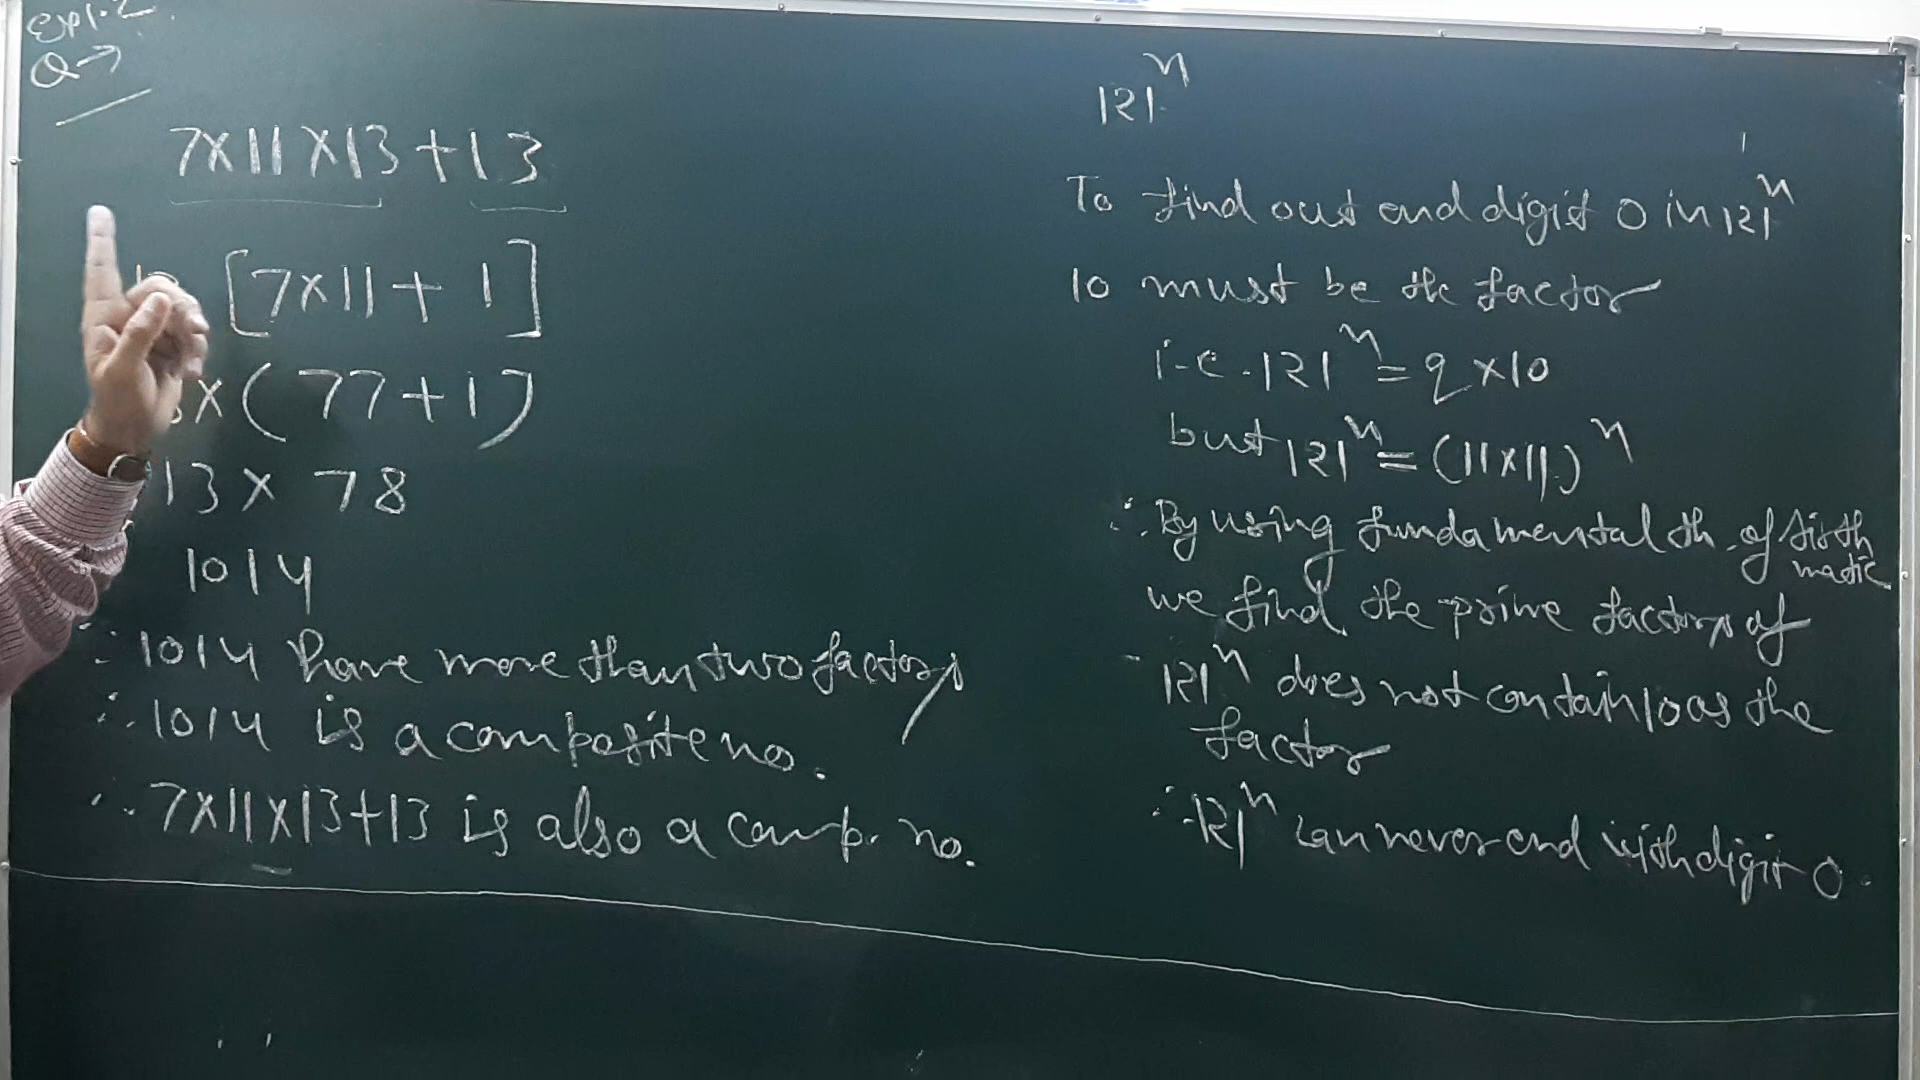 Expl.2
Q→
7×11×13+13
[7×11+ 1]
×(77+1)
13× 78
1014
∵ 1014 have more than two factors
∴ 1014 is a composite no.
∴ 7×11×13+13 is also a comp. no.
121ⁿ
To find out end digit 0 in 121ⁿ
10 must be the factor
i.e. 121ⁿ = q×10
but 121ⁿ = (11×11)ⁿ
∴ By using fundamental th. of
matic
we find the prime factors of
121ⁿ does not contain 10 as the
factor
∴ 121ⁿ can never end with digit 0.